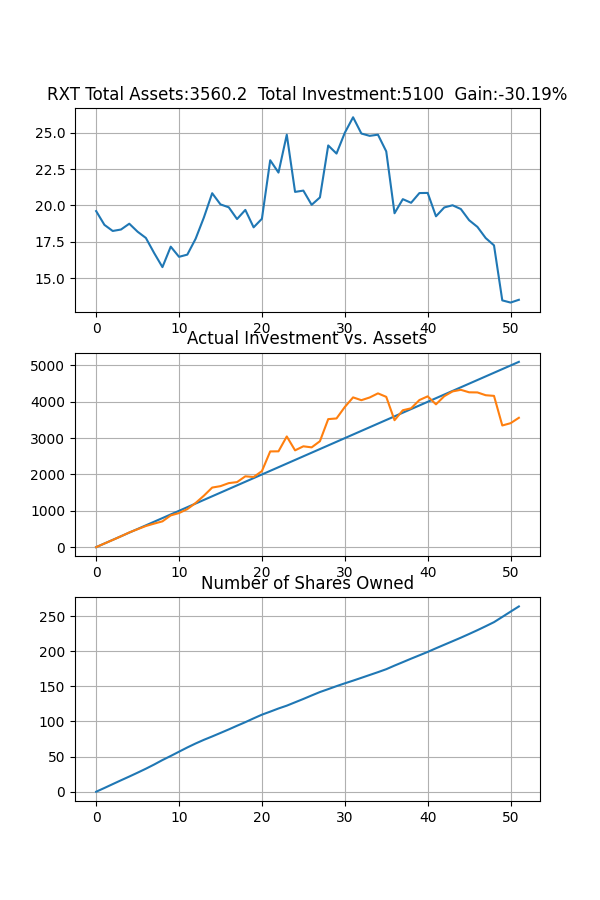 RXT Total Assets:3560.2  Total Investment:5100  Gain:-30.19%
25.0
22.5
20.0
17.5
15.0
0 10 20 30 40 50
Actual Investment vs. Assets
5000
4000
3000
2000
1000
0
0 10 20 30 40 50
Number of Shares Owned
250
200
150
100
50
0
0 10 20 30 40 50